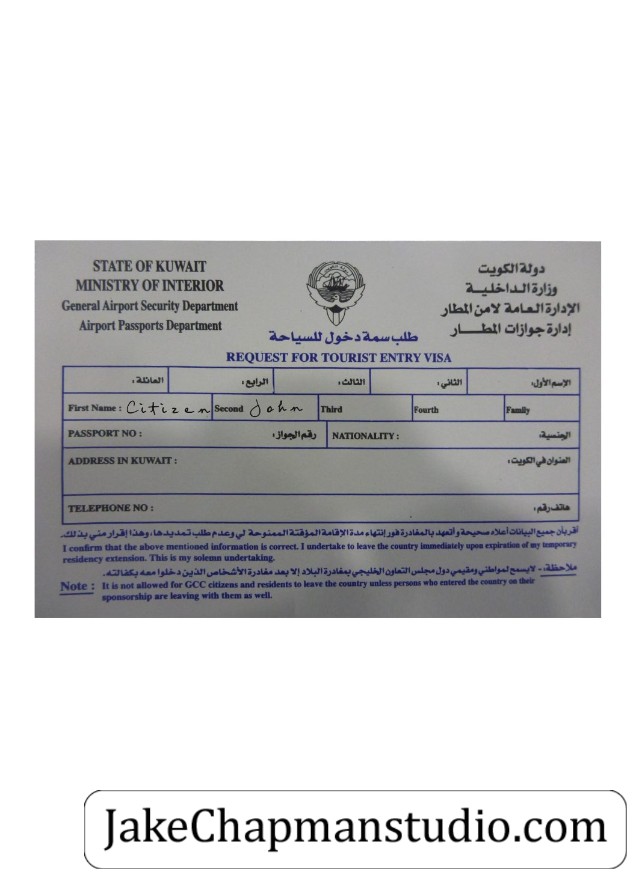 STATE OF KUWAIT
MINISTRY OF INTERIOR
General Airport Security Department
Airport Passports Department
دولة الكويت
وزارة الداخلية
الإدارة العامة لامن المطار
إدارة جوازات المطار
طلب سمة دخول للسياحة
REQUEST FOR TOURIST ENTRY VISA
الإسم الأول: الثاني: الثالث: الرابع: العائلة:
First Name : Citizen Second John Third Fourth Family
PASSPORT NO : رقم الجواز: NATIONALITY : الجنسية:
ADDRESS IN KUWAIT : العنوان في الكويت:
TELEPHONE NO : هاتف رقم:
أقر بأن جميع البيانات أعلاه صحيحة وأتعهد بالمغادرة فور إنتهاء مدة الإقامة المؤقتة الممنوحة لي وعدم طلب تمديدها، وهذا إقرار مني بذلك.
I confirm that the above mentioned information is correct. I undertake to leave the country immediately upon expiration of my temporary
residency extension. This is my solemn undertaking.
ملاحظة:- لايسمح لمواطني ومقيمي دول مجلس التعاون الخليجي بمغادرة البلاد إلا بعد مغادرة الأشخاص الذين دخلوا معه بكفالته.
Note : It is not allowed for GCC citizens and residents to leave the country unless persons who entered the country on their
sponsorship are leaving with them as well.
JakeChapmanstudio.com